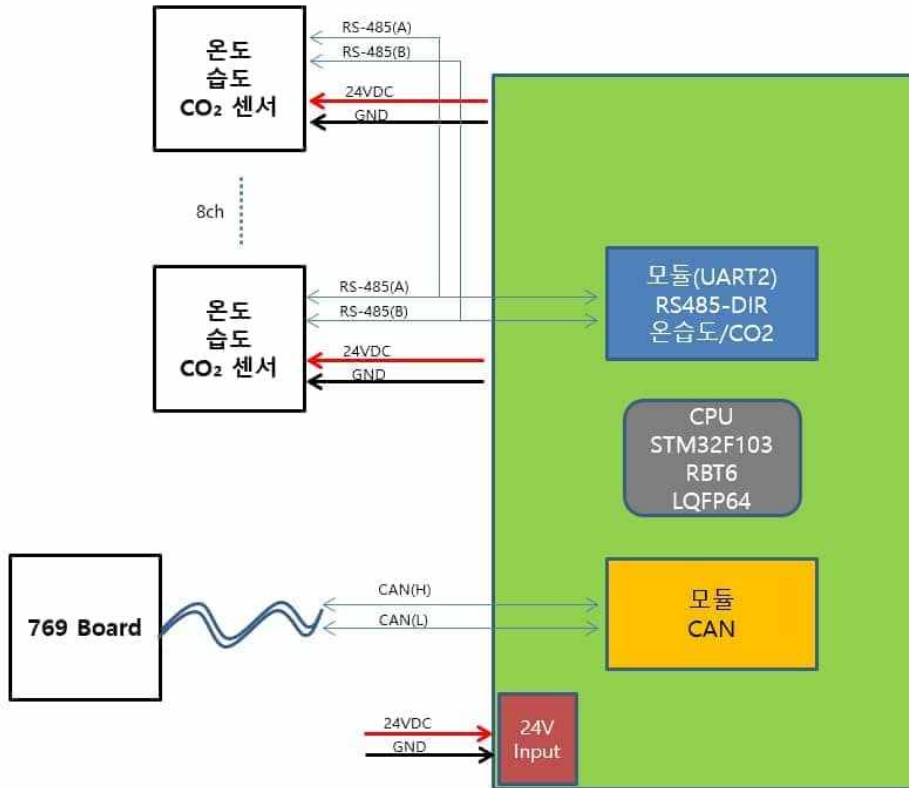 RS-485(A)
RS-485(B)
24VDC
GND
온도
습도
CO₂ 센서
8ch
RS-485(A)
RS-485(B)
24VDC
GND
온도
습도
CO₂ 센서
모듈(UART2)
RS485-DIR
온습도/CO2
CPU
STM32F103
RBT6
LQFP64
769 Board
CAN(H)
CAN(L)
모듈
CAN
24VDC
GND
24V
Input